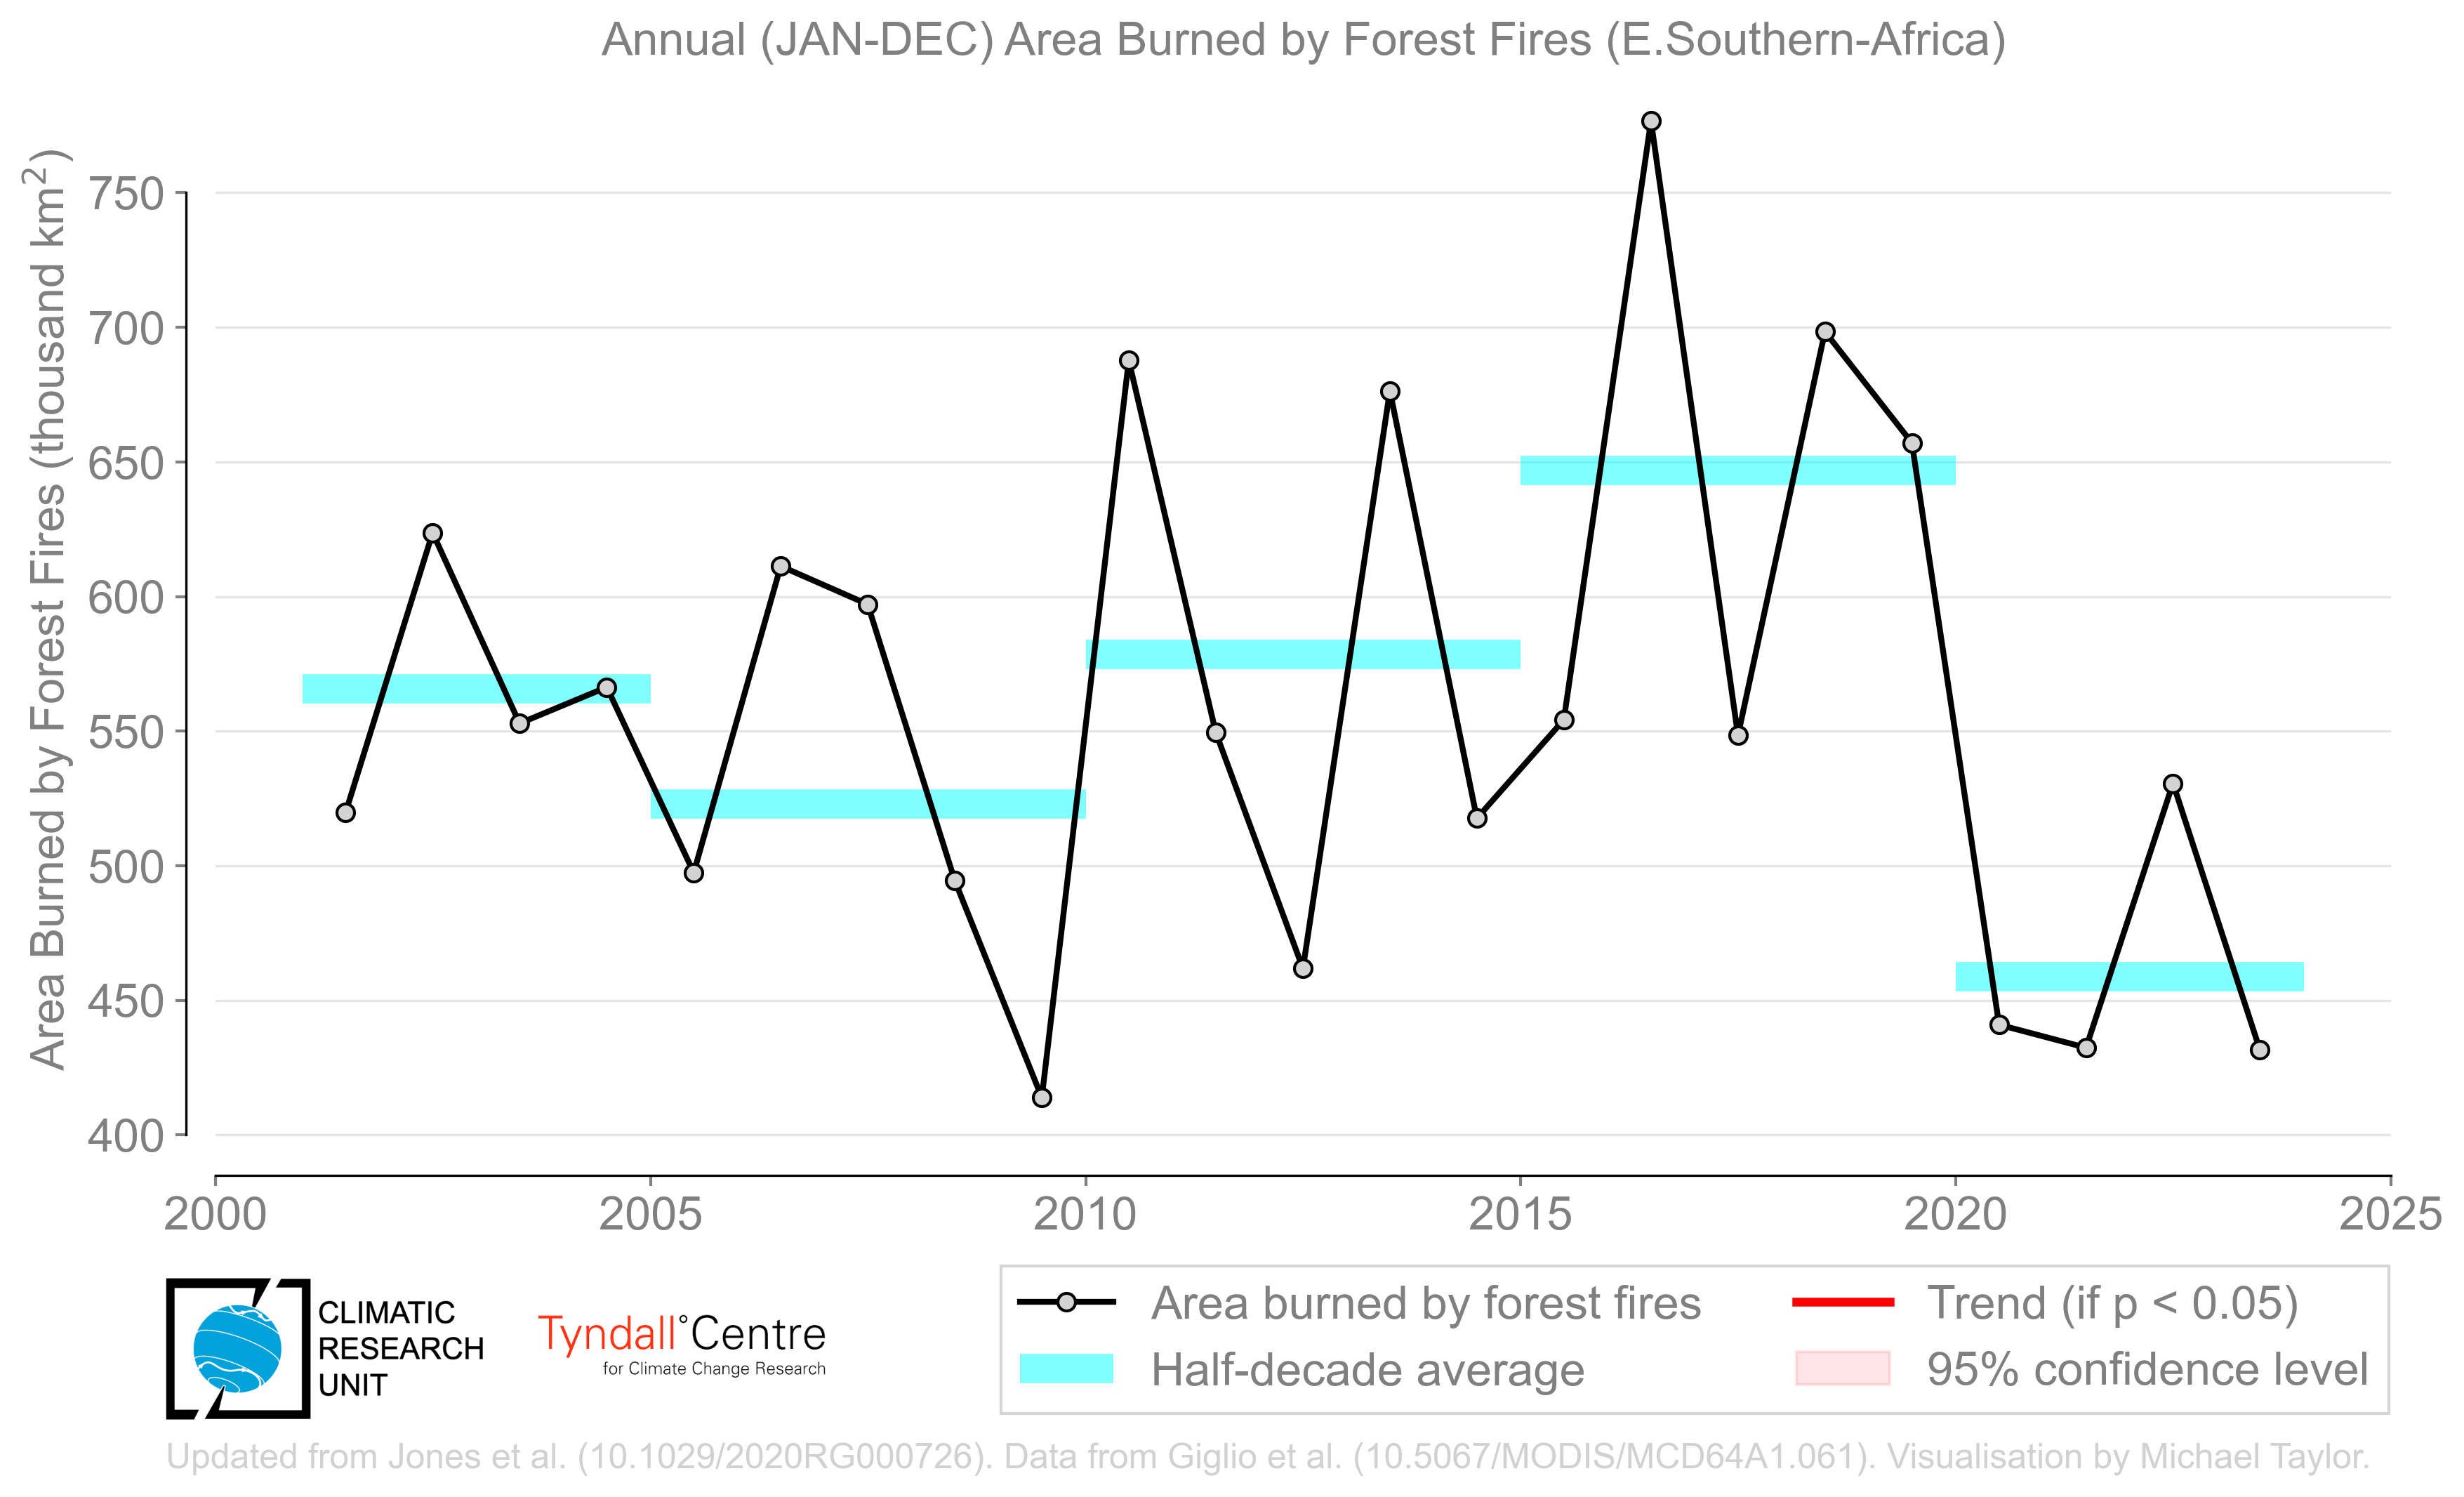 Annual (JAN-DEC) Area Burned by Forest Fires (E.Southern-Africa)
Area Burned by Forest Fires (thousand km²)
750
700
650
600
550
500
450
400
2000 2005 2010 2015 2020 2025
CLIMATIC
RESEARCH
UNIT
Tyndall°Centre
for Climate Change Research
Area burned by forest fires
Half-decade average
Trend (if p < 0.05)
95% confidence level
Updated from Jones et al. (10.1029/2020RG000726). Data from Giglio et al. (10.5067/MODIS/MCD64A1.061). Visualisation by Michael Taylor.